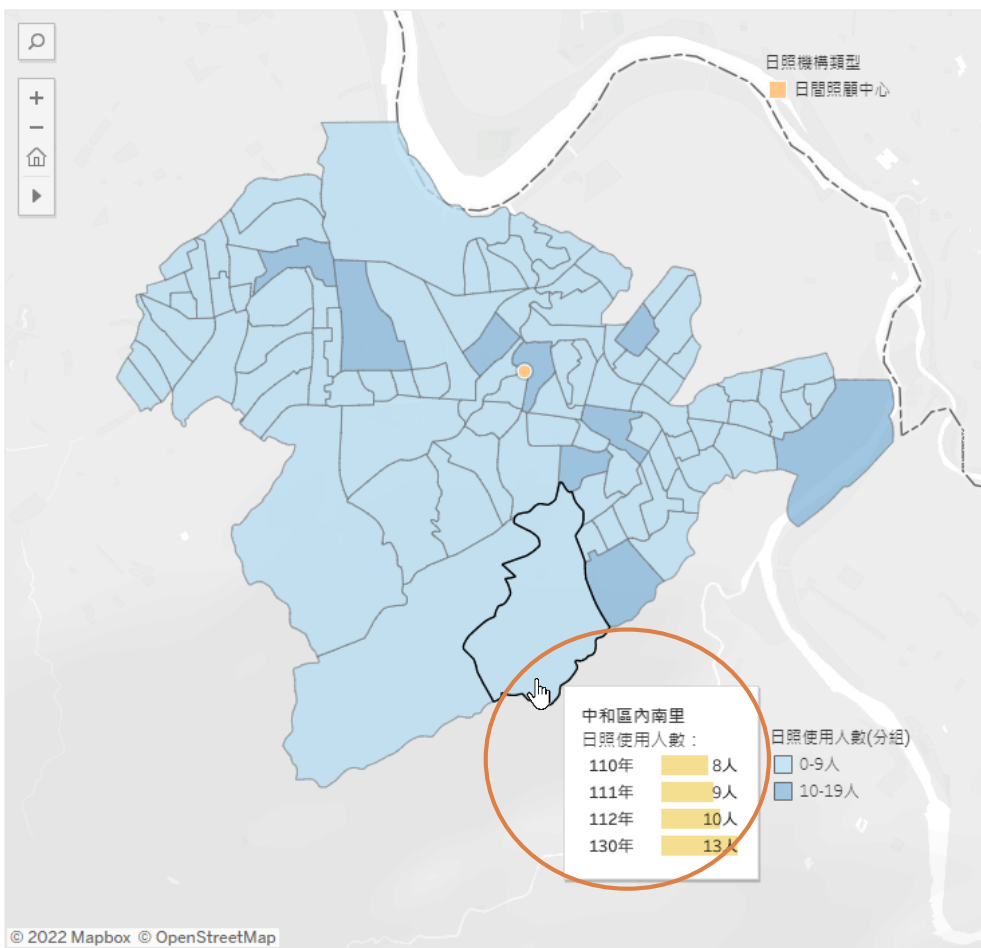 日照機構類型
日間照顧中心
中和區內南里
日照使用人數：
110年 8人
111年 9人
112年 10人
130年 13人
日照使用人數(分組)
0-9人
10-19人
© 2022 Mapbox © OpenStreetMap